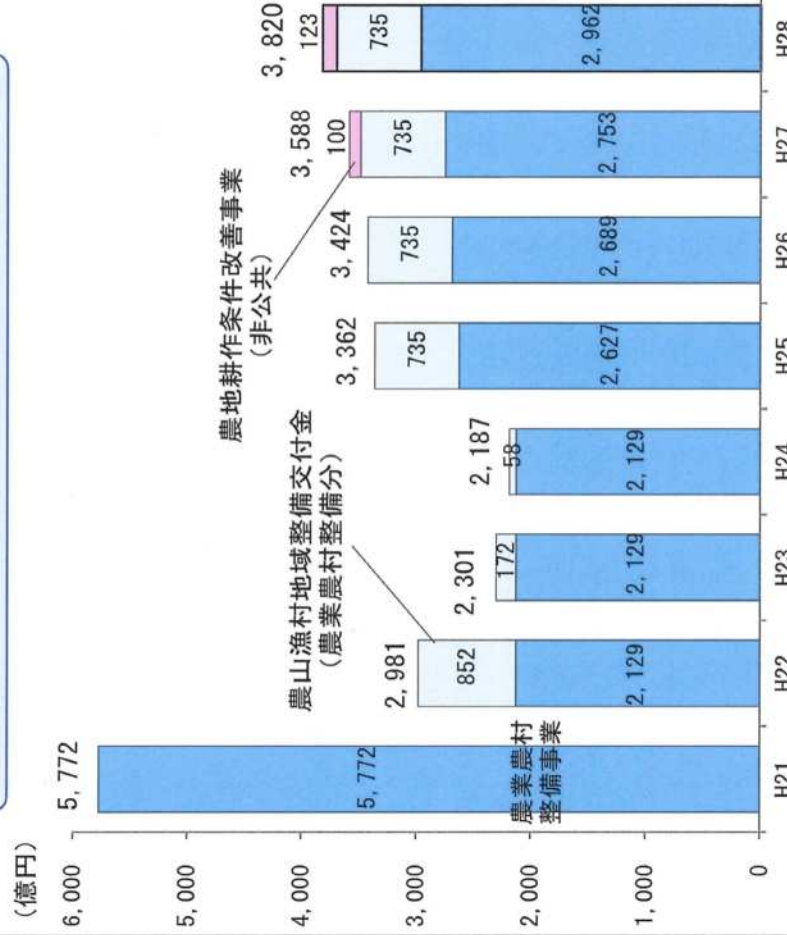 (億円)
6,000
5,000
4,000
3,000
2,000
1,000
0
5,772
5,772
農業農村
整備事業
H21
農山漁村地域整備交付金
(農業農村整備分)
2,981
852
2,129
H22
2,301
172
2,129
H23
2,187
58
2,129
H24
3,362
735
2,627
H25
農地耕作条件改善事業
(非公共)
3,424
735
2,689
H26
3,588
100
735
2,753
H27
3,820
123
735
2,962
H28